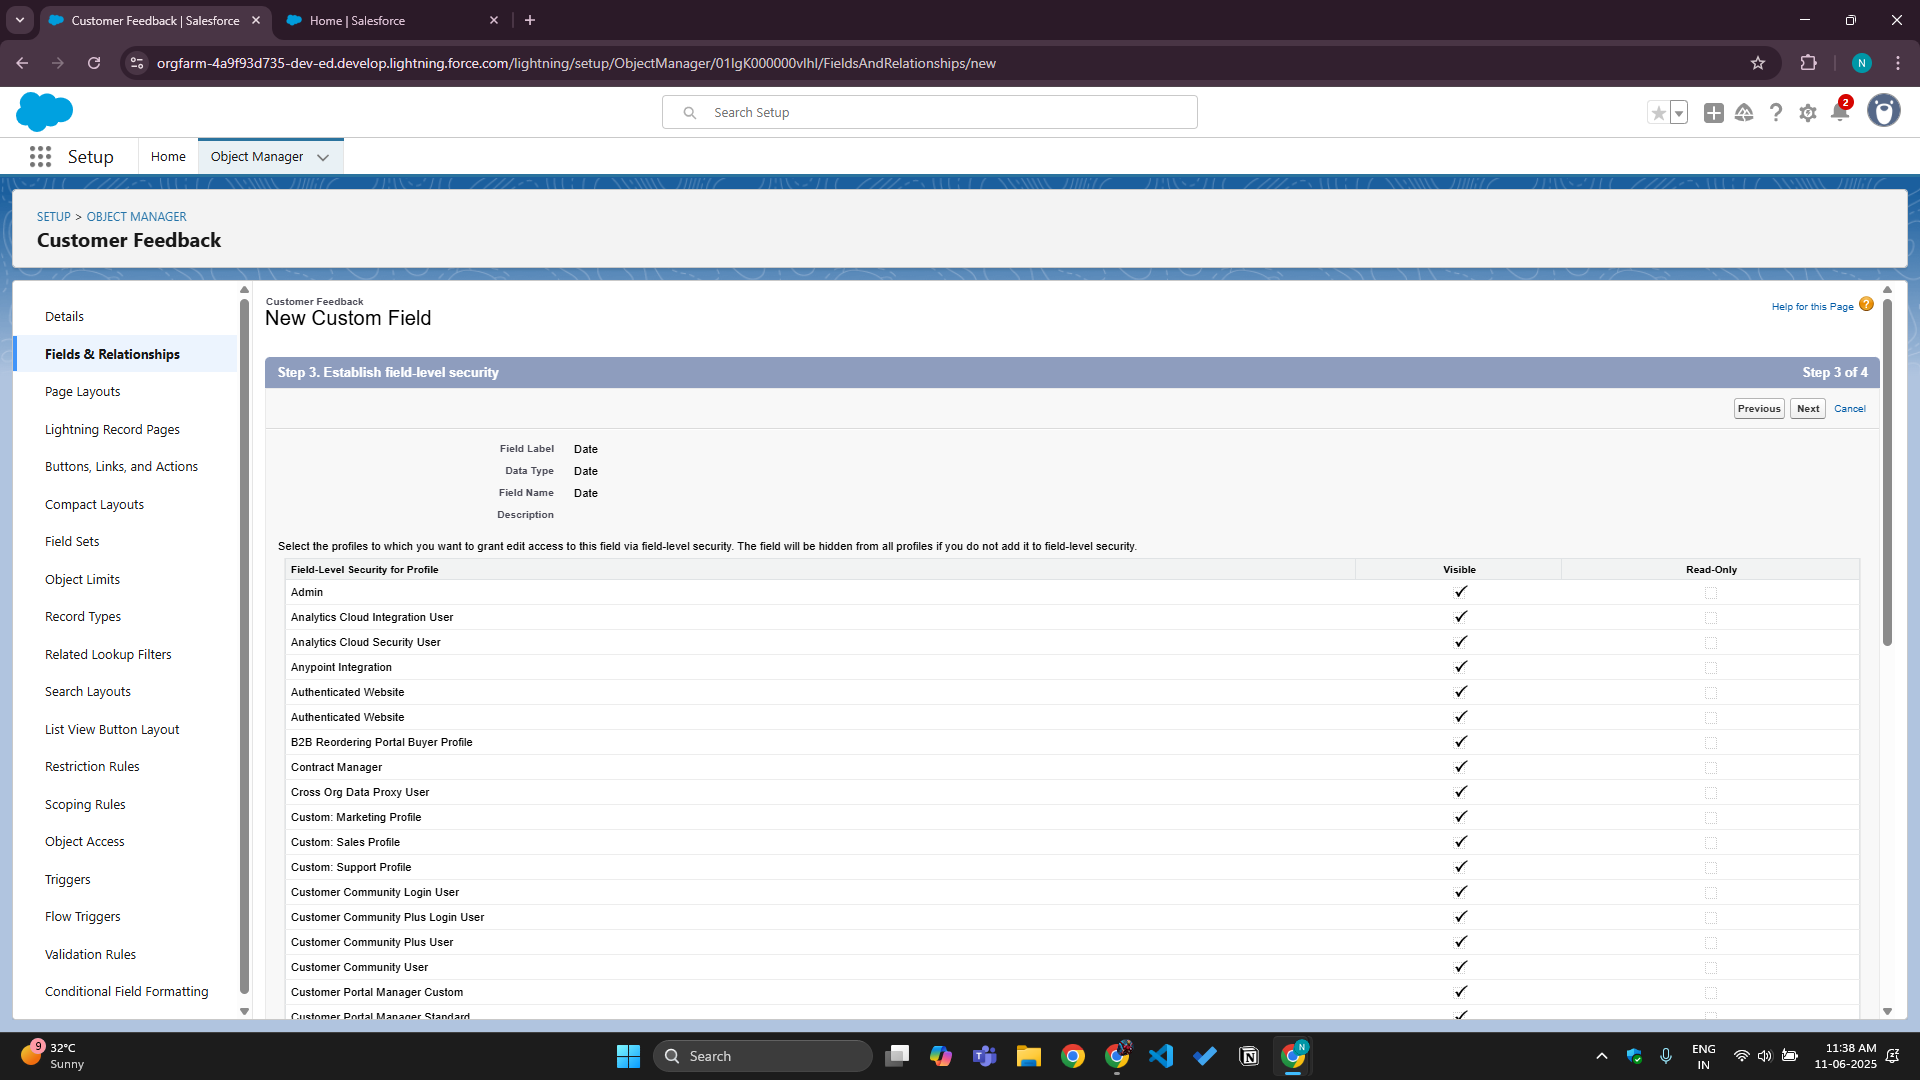 Customer Feedback | Salesforce
Home | Salesforce
orgfarm-4a9f93d735-dev-ed.develop.lightning.force.com/lightning/setup/ObjectManager/01IgK000000vlhl/FieldsAndRelationships/new
N
Search Setup
2
Setup
Home
Object Manager
SETUP > OBJECT MANAGER
Customer Feedback
Details
Fields & Relationships
Page Layouts
Lightning Record Pages
Buttons, Links, and Actions
Compact Layouts
Field Sets
Object Limits
Record Types
Related Lookup Filters
Search Layouts
List View Button Layout
Restriction Rules
Scoping Rules
Object Access
Triggers
Flow Triggers
Validation Rules
Conditional Field Formatting
Customer Feedback
New Custom Field
Help for this Page ?
Step 3. Establish field-level security
Step 3 of 4
Previous Next Cancel
Field Label Date
Data Type Date
Field Name Date
Description
Select the profiles to which you want to grant edit access to this field via field-level security. The field will be hidden from all profiles if you do not add it to field-level security.
Field-Level Security for Profile Visible Read-Only
Admin
Analytics Cloud Integration User
Analytics Cloud Security User
Anypoint Integration
Authenticated Website
Authenticated Website
B2B Reordering Portal Buyer Profile
Contract Manager
Cross Org Data Proxy User
Custom: Marketing Profile
Custom: Sales Profile
Custom: Support Profile
Customer Community Login User
Customer Community Plus Login User
Customer Community Plus User
Customer Community User
Customer Portal Manager Custom
Customer Portal Manager Standard
9
32°C
Sunny
Search
N
ENG
IN
11:38 AM
11-06-2025